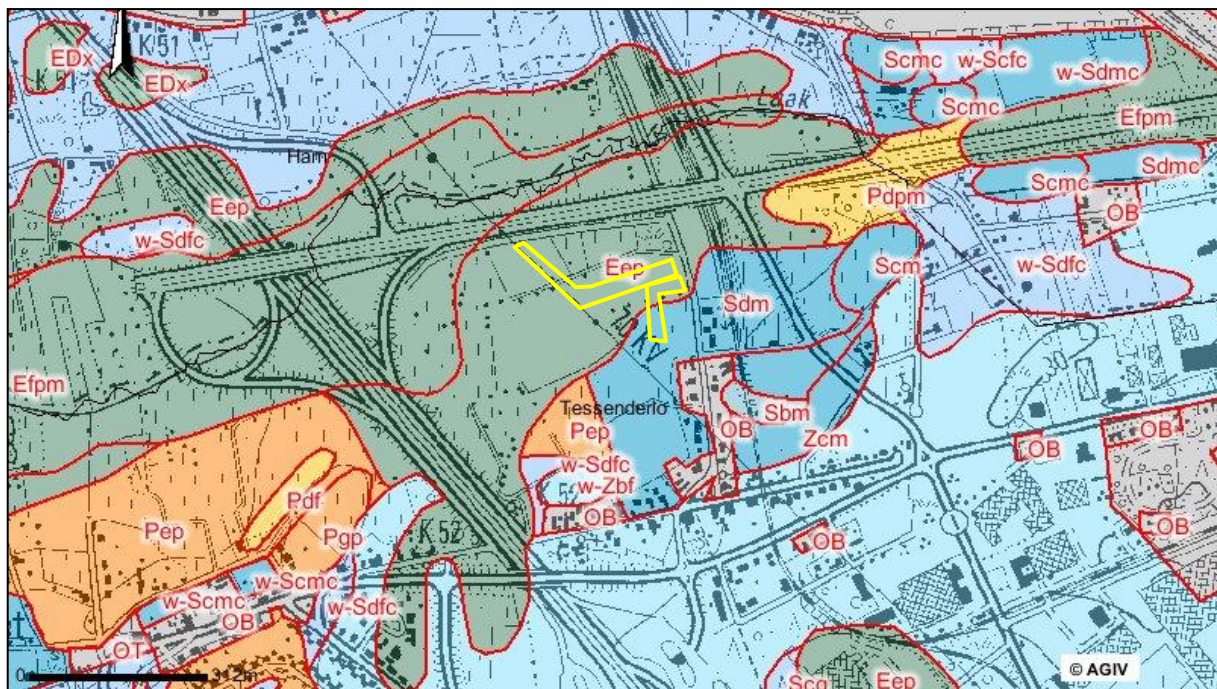 EDx
K 51
K 51
EDx
Scmc
w-Scfc
w-Sdmc
Scmc
Laak
Efpm
Ham
Scmc
Sdmc
Eep
Pdpm
OB
w-Sdfc
Eep
Scm
w-Sdfc
Sdm
Efpm
Tessenderlo
Sbm
Pep
OB
Zcm
OB
OB
w-Sdfc
w-Zbf
Pdf
OB
OB
Pep
Pgp
K 52
OB
w-Scmc
w-Scmc
w-Sdfc
OB
OT
0
312m
© AGIV
Scg
Eep